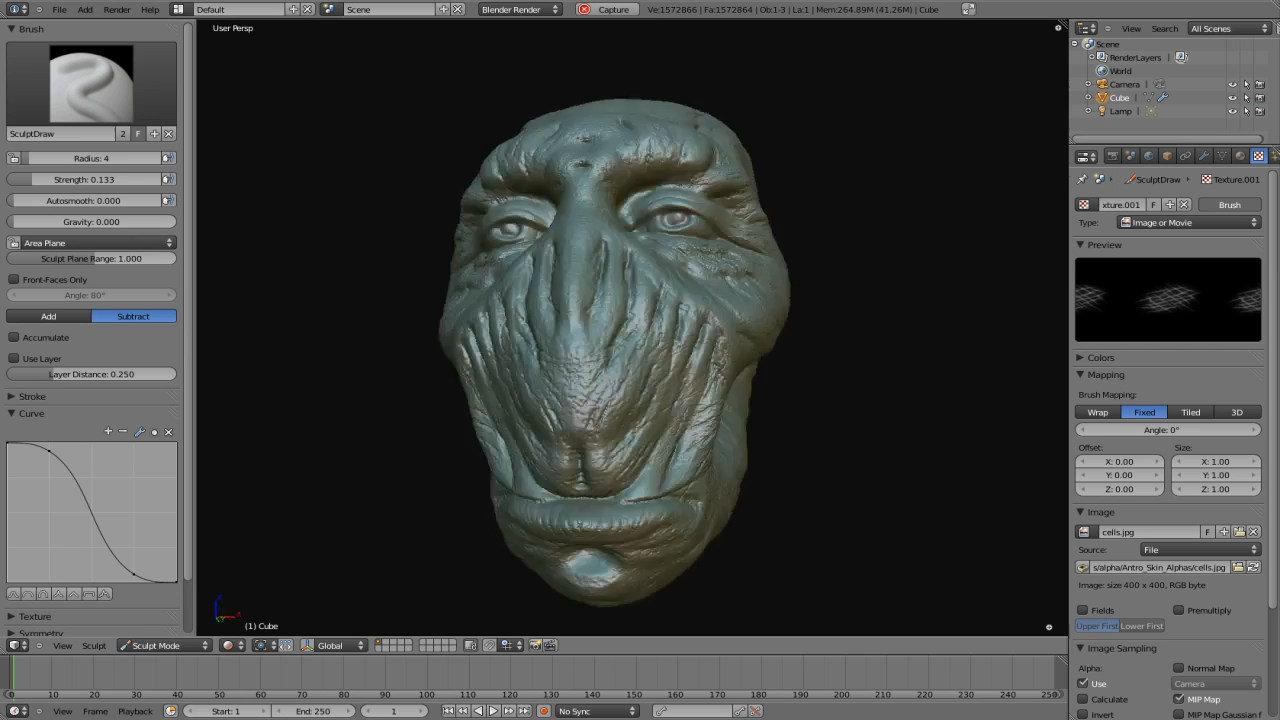 File Add Render Help Default Scene Blender Render Capture Ve:1572866 | Fa:1572864 | Ob:1-3 | La:1 | Mem:264.89M (41.26M) | Cube
Brush
SculptDraw 2 F
Radius: 4
Strength: 0.133
Autosmooth: 0.000
Gravity: 0.000
Area Plane
Sculpt Plane Range: 1.000
Front-Faces Only
Angle: 80°
Add Subtract
Accumulate
Use Layer
Layer Distance: 0.250
Stroke
Curve
Texture
Symmetry
User Persp
(1) Cube
View Sculpt Sculpt Mode Global
0 10 20 30 40 50 60 70 80 90 100 110 120 130 140 150 160 170 180 190 200 210 220 230 240 250
View Frame Playback Start: 1 End: 250 1 No Sync
View Search All Scenes
Scene
RenderLayers |
World
Camera |
Cube |
Lamp |
SculptDraw Texture.001
xture.001 F Brush
Type: Image or Movie
Preview
Colors
Mapping
Brush Mapping:
Wrap Fixed Tiled 3D
Angle: 0°
Offset: Size:
X: 0.00 X: 1.00
Y: 0.00 Y: 1.00
Z: 0.00 Z: 1.00
Image
cells.jpg F
Source: File
s/alpha/Antro_Skin_Alphas/cells.jpg
Image: size 400 x 400, RGB byte
Fields Premultiply
Upper First Lower First
Image Sampling
Alpha: Normal Map
Use Camera
Calculate MIP Map
Invert MIP Map Gaussian f